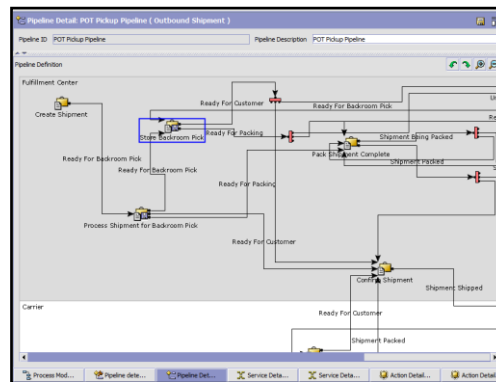 Pipeline Detail: POT Pickup Pipeline ( Outbound Shipment )
Pipeline ID POT Pickup Pipeline Pipeline Description POT Pickup Pipeline
Pipeline Definition
Fulfillment Center
Ready For Customer
Ready For Backroom Pick
Create Shipment
Store Backroom Pick
Ready For Packing
Shipment Being Packed
Pack Shipment Complete
Ready For Backroom Pick
Shipment Packed
Ready For Backroom Pick
Ready For Packing
Process Shipment for Backroom Pick
Ready For Customer
Confirm Shipment
Shipment Shipped
Carrier
Ready For Customer
Shipment Packed
Process Mod... Pipeline dete... Pipeline Det... Service Deta... Service Deta... Action Detail... Action Detail